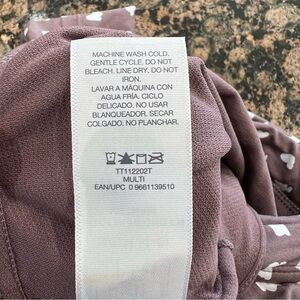 MACHINE WASH COLD.
GENTLE CYCLE. DO NOT
BLEACH. LINE DRY. DO NOT
IRON.
LAVAR A MÁQUINA CON
AGUA FRÍA. CICLO
DELICADO. NO USAR
BLANQUEADOR. SECAR
COLGADO. NO PLANCHAR.
TT112202T
MULTI
EAN/UPC 0 9661139510